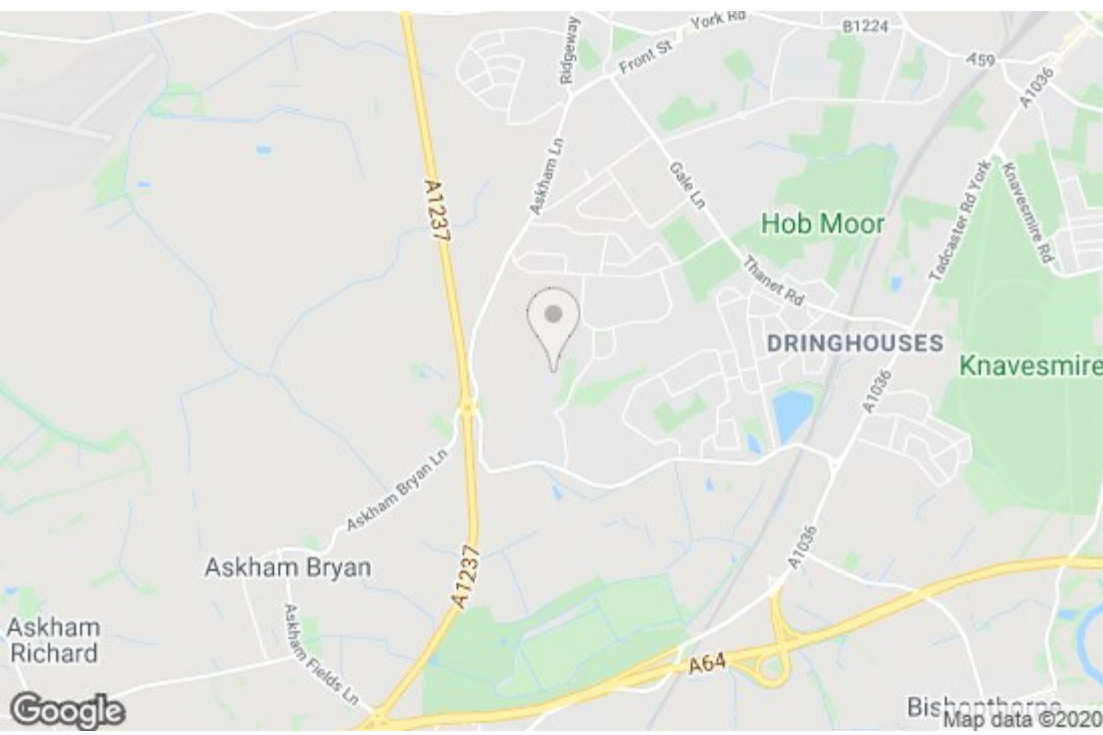 York Rd
B1224
Ridgeway
Front St
A59
A1036
Askham Ln
A1237
Gale Ln
Tadcaster Rd York
Knavesmire Rd
Hob Moor
Thanet Rd
DRINGHOUSES
Knavesmire
A1036
Askham Bryan Ln
A1036
A1237
Askham Bryan
Askham
Richard
Askham Fields Ln
A64
Bishopthorpe
Google
Map data ©2020